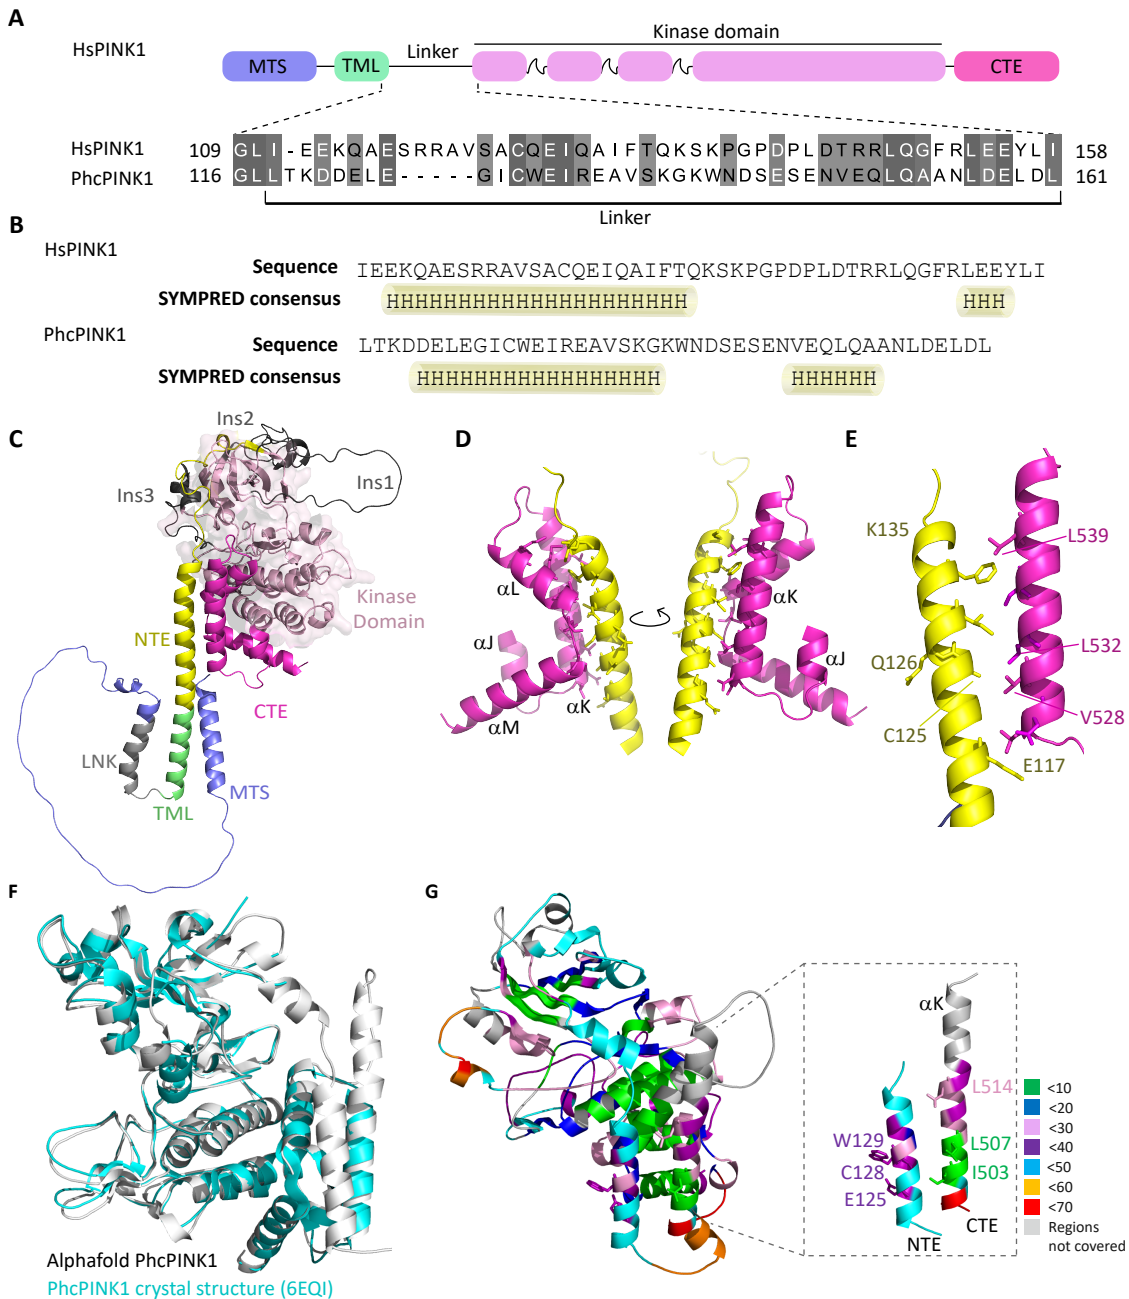 A
HsPINK1
MTS TML Linker Kinase domain CTE
HsPINK1 109 GLI-EEKQAESRRAVSACQEIQAIFTQKSKPGPDPLDTRRLQGFRLEEYLI 158
PhcPINK1 116 GLLTKDDELE-----GICWEIREAVSKGKWNDSESENVEQLQAANLDELDL 161
Linker
B
HsPINK1
Sequence IEEKQAESRRAVSACQEIQAIFTQKSKPGPDPLDTRRLQGFRLEEYLI
SYMPRED consensus HHHHHHHHHHHHHHHHHHHHH HHH
PhcPINK1
Sequence LTKDDELEGICWEIREAVSKGKWNDSESENVEQLQAANLDELDL
SYMPRED consensus HHHHHHHHHHHHHHHHH HHHHHH
C
Ins2
Ins1
Ins3
Kinase
Domain
NTE
CTE
LNK
TML
MTS
D
αL
αJ
αK
αM
αK
αJ
E
K135
L539
Q126
L532
C125
V528
E117
F
Alphafold PhcPINK1
PhcPINK1 crystal structure (6EQI)
G
αK
L514
W129
L507
C128
I503
E125
CTE
NTE
<10
<20
<30
<40
<50
<60
<70
Regions
not covered